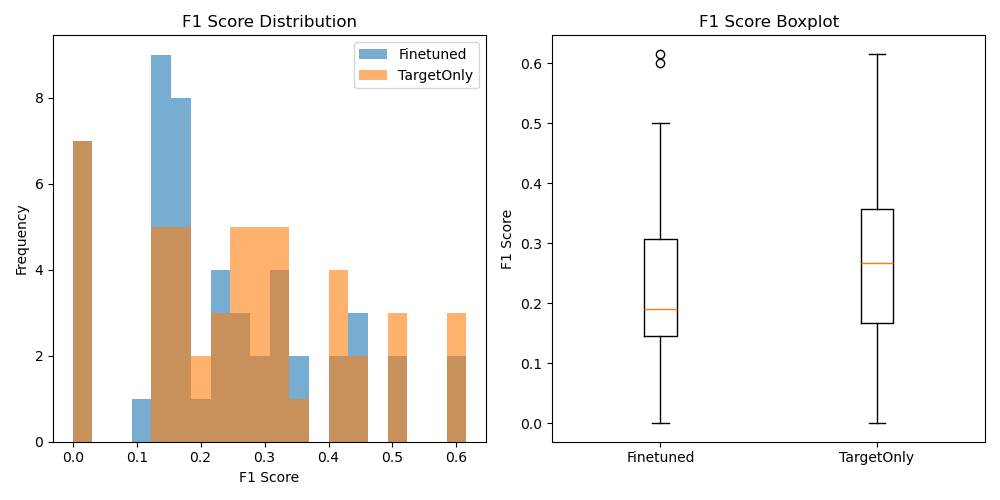 F1 Score Distribution
Finetuned
TargetOnly
Frequency
8
6
4
2
0
0.0 0.1 0.2 0.3 0.4 0.5 0.6
F1 Score
F1 Score Boxplot
F1 Score
0.6
0.5
0.4
0.3
0.2
0.1
0.0
Finetuned TargetOnly